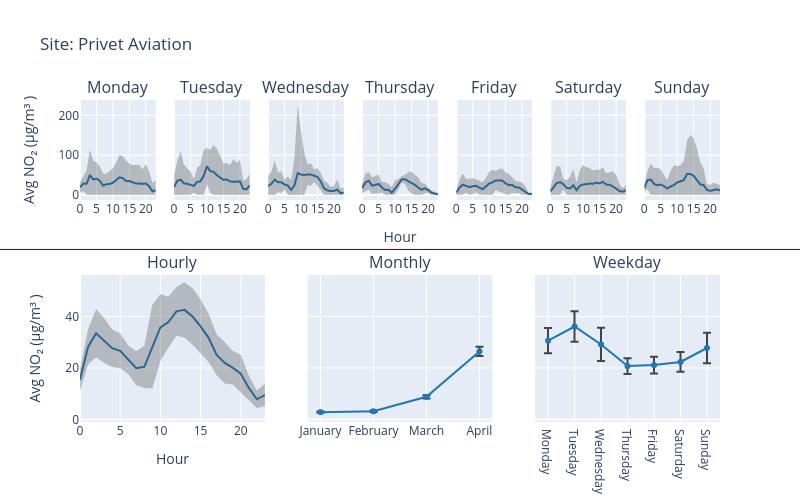 Site: Privet Aviation
Monday Tuesday Wednesday Thursday Friday Saturday Sunday
Avg NO₂ (μg/m³ )
200
100
0
0 5 10 15 20 0 5 10 15 20 0 5 10 15 20 0 5 10 15 20 0 5 10 15 20 0 5 10 15 20 0 5 10 15 20
Hour
Hourly Monthly Weekday
Avg NO₂ (μg/m³ )
40
20
0
0 5 10 15 20
Hour
January February March April
Monday
Tuesday
Wednesday
Thursday
Friday
Saturday
Sunday